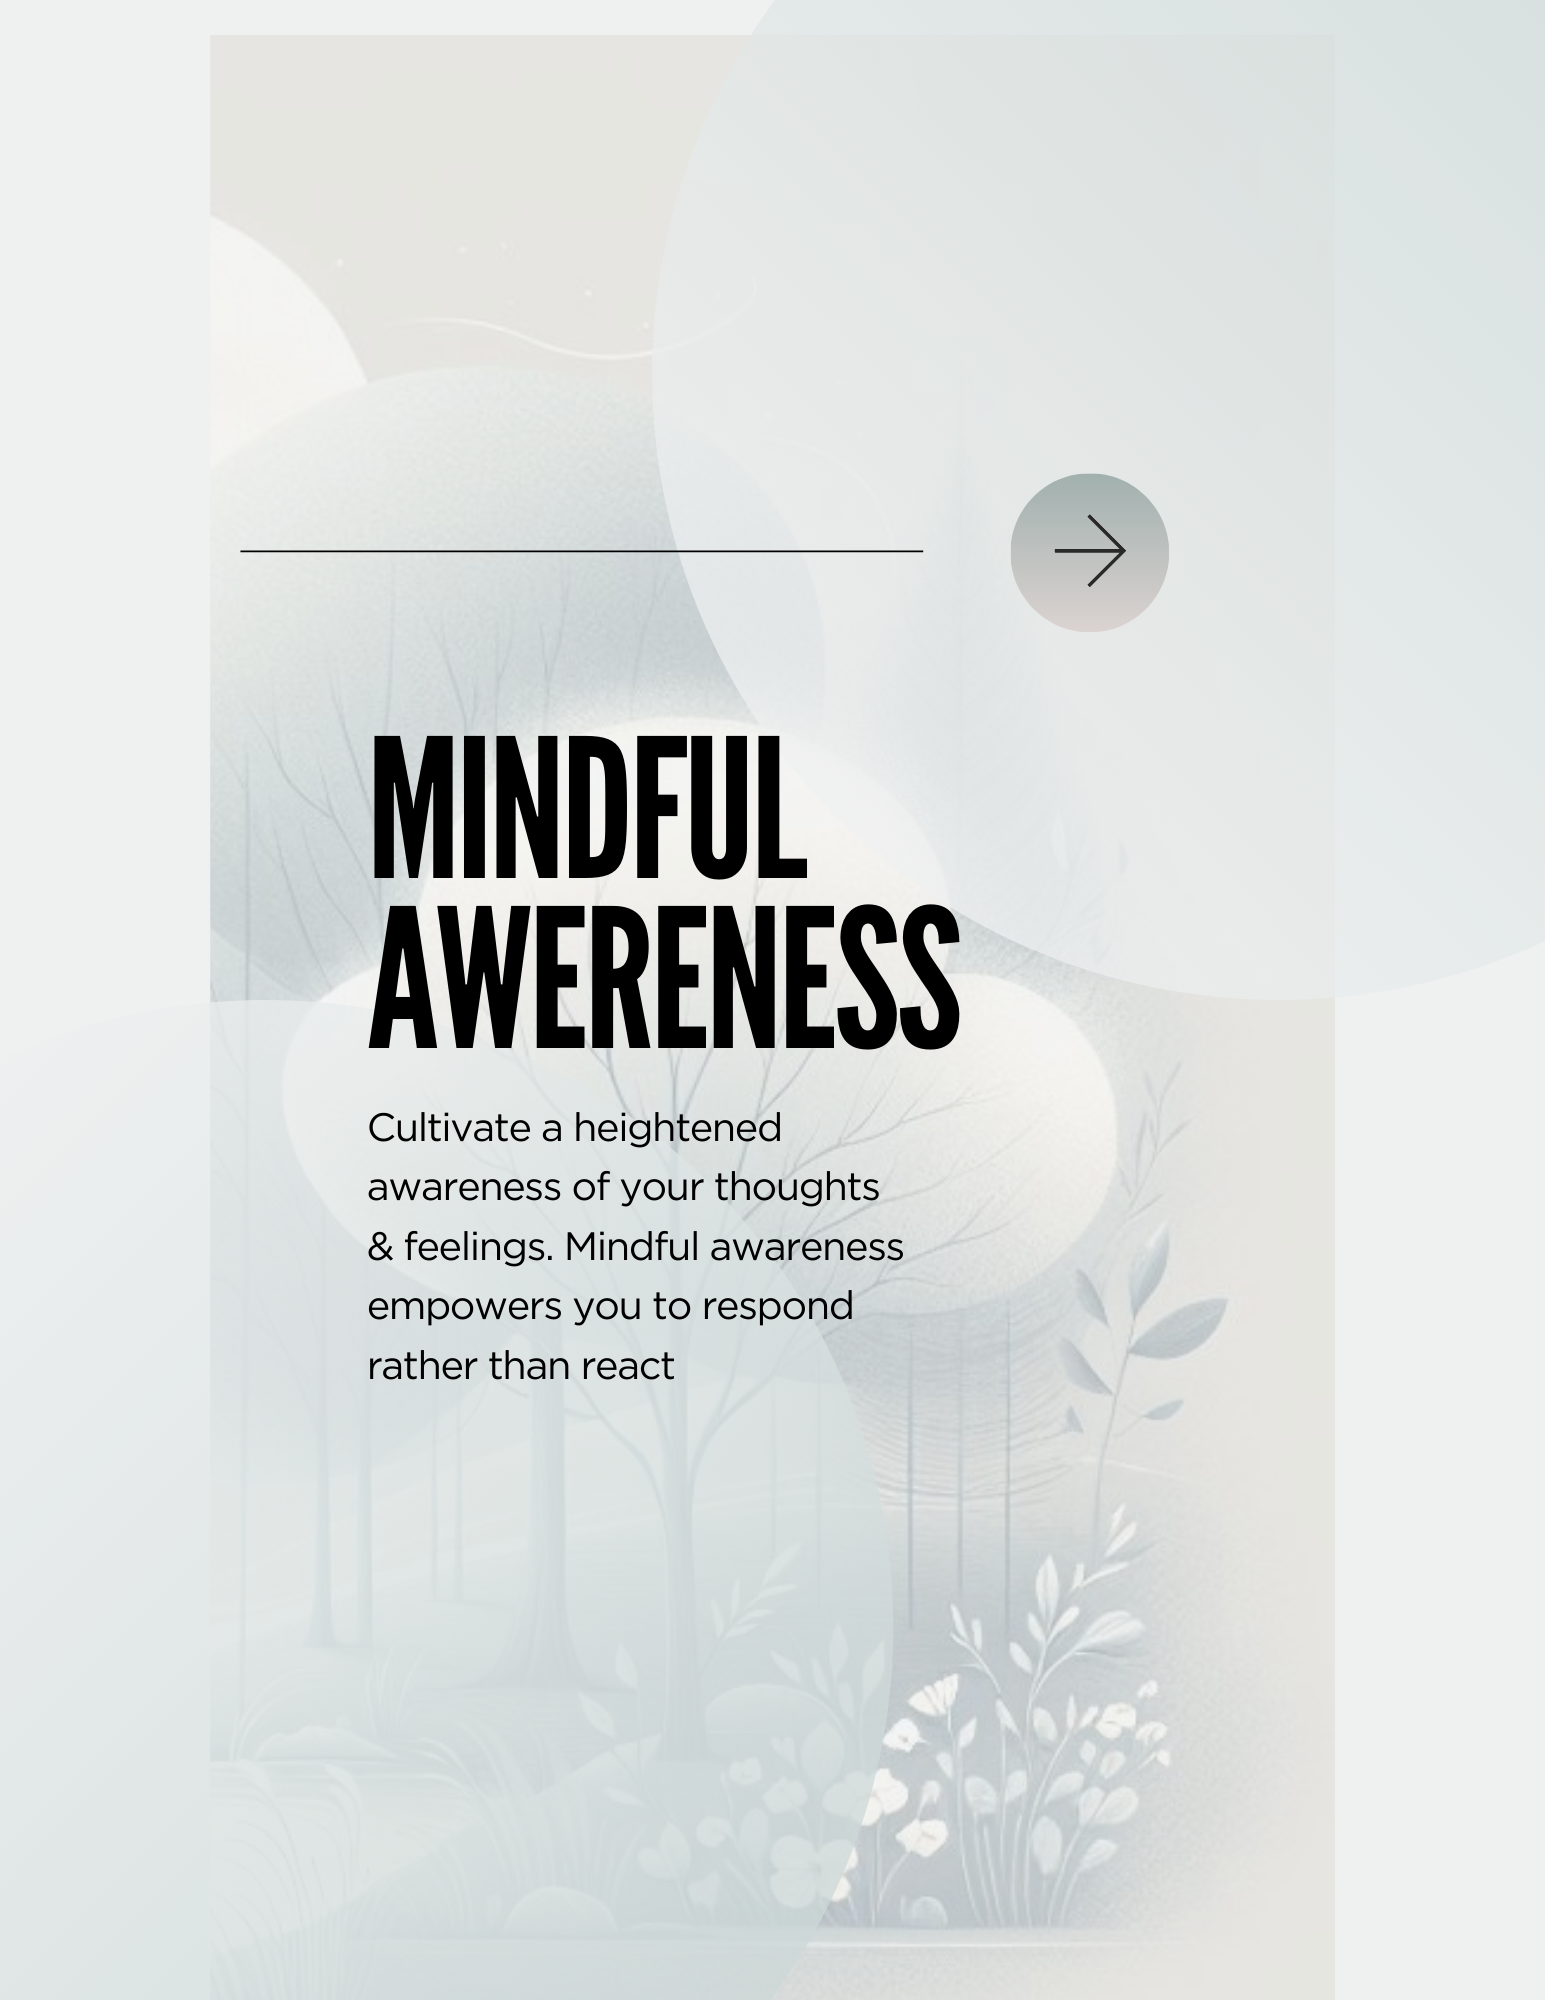 MINDFUL
AWERENESS
Cultivate a heightened
awareness of your thoughts
& feelings. Mindful awareness
empowers you to respond
rather than react